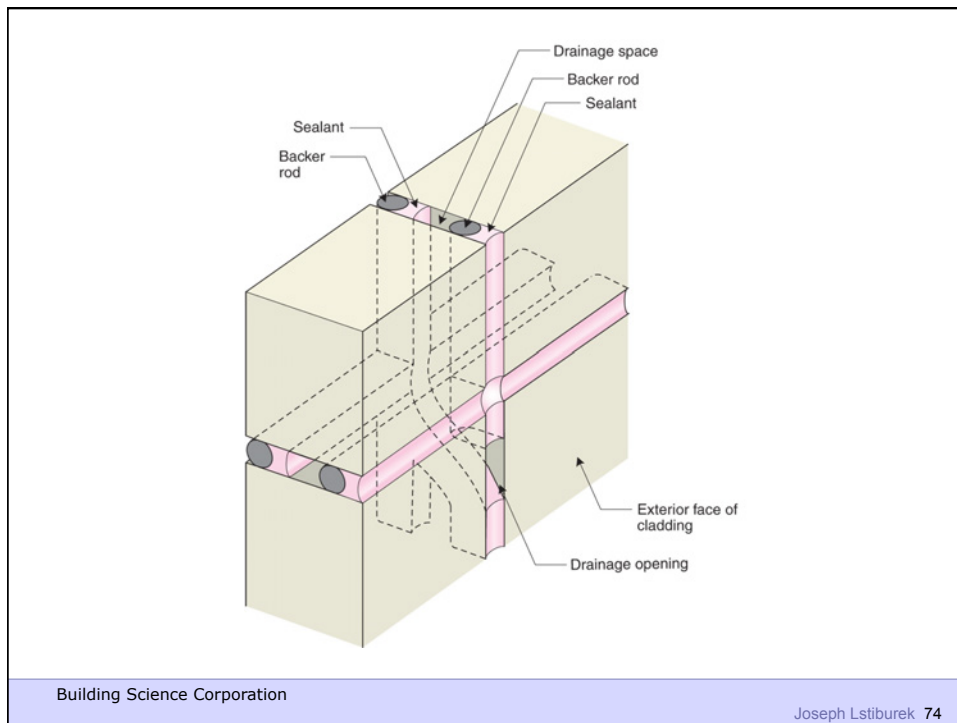 Drainage space
Backer rod
Sealant
Sealant
Backer
rod
Exterior face of
cladding
Drainage opening
Building Science Corporation
Joseph Lstiburek 74